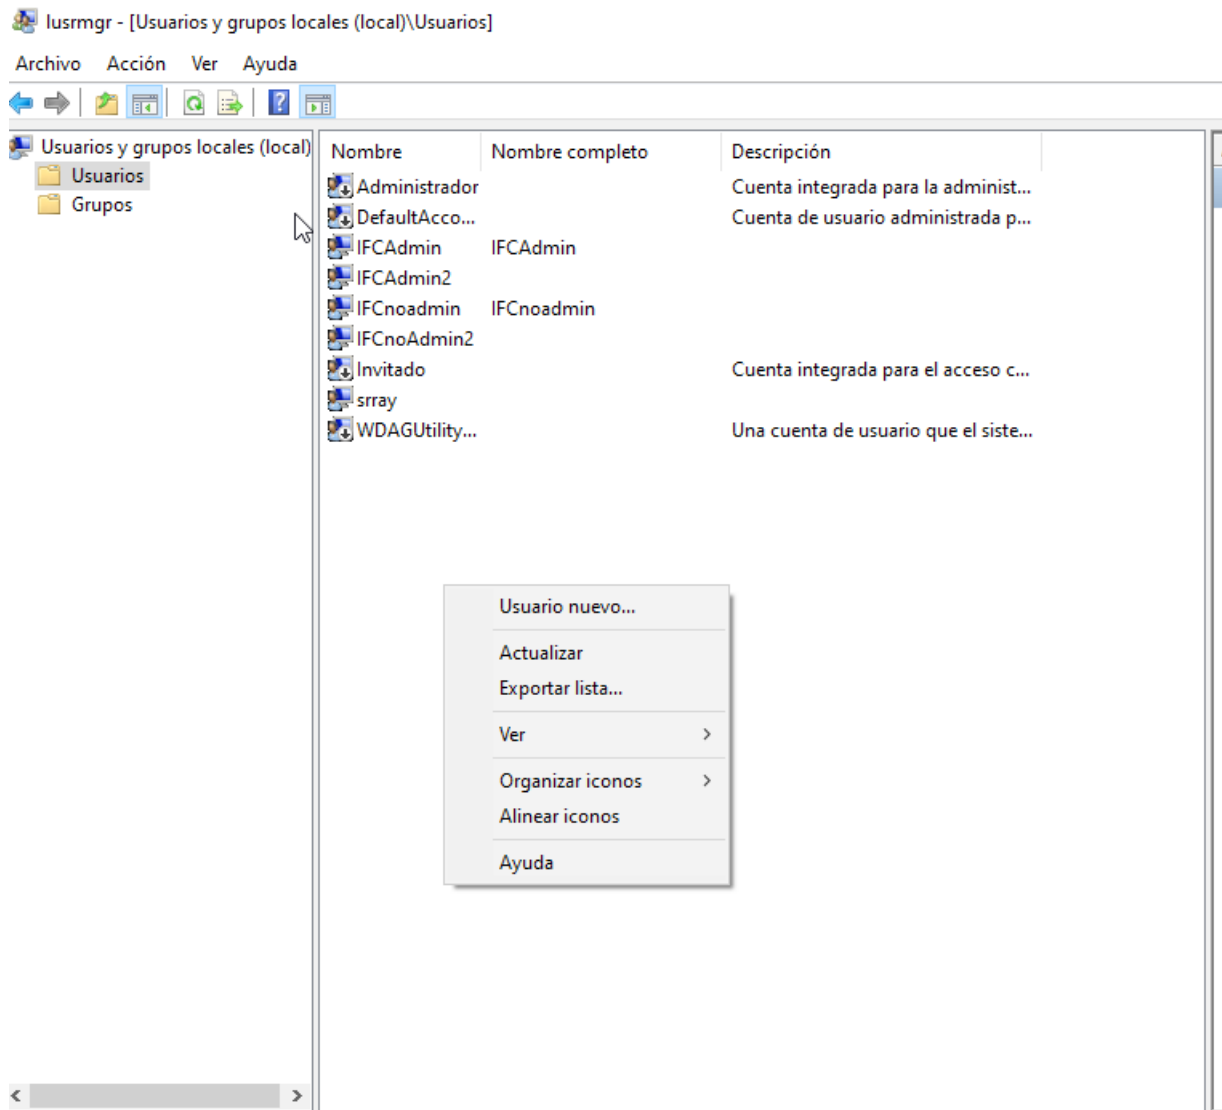 lusrmgr - [Usuarios y grupos locales (local)\Usuarios]
Archivo Acción Ver Ayuda
Usuarios y grupos locales (local)
Usuarios
Grupos
Nombre Nombre completo Descripción
Administrador Cuenta integrada para la administ...
DefaultAcco... Cuenta de usuario administrada p...
IFCAdmin IFCAdmin
IFCAdmin2
IFCnoadmin IFCnoadmin
IFCnoAdmin2
Invitado Cuenta integrada para el acceso c...
srray
WDAGUtility... Una cuenta de usuario que el siste...
Usuario nuevo...
Actualizar
Exportar lista...
Ver
Organizar iconos
Alinear iconos
Ayuda